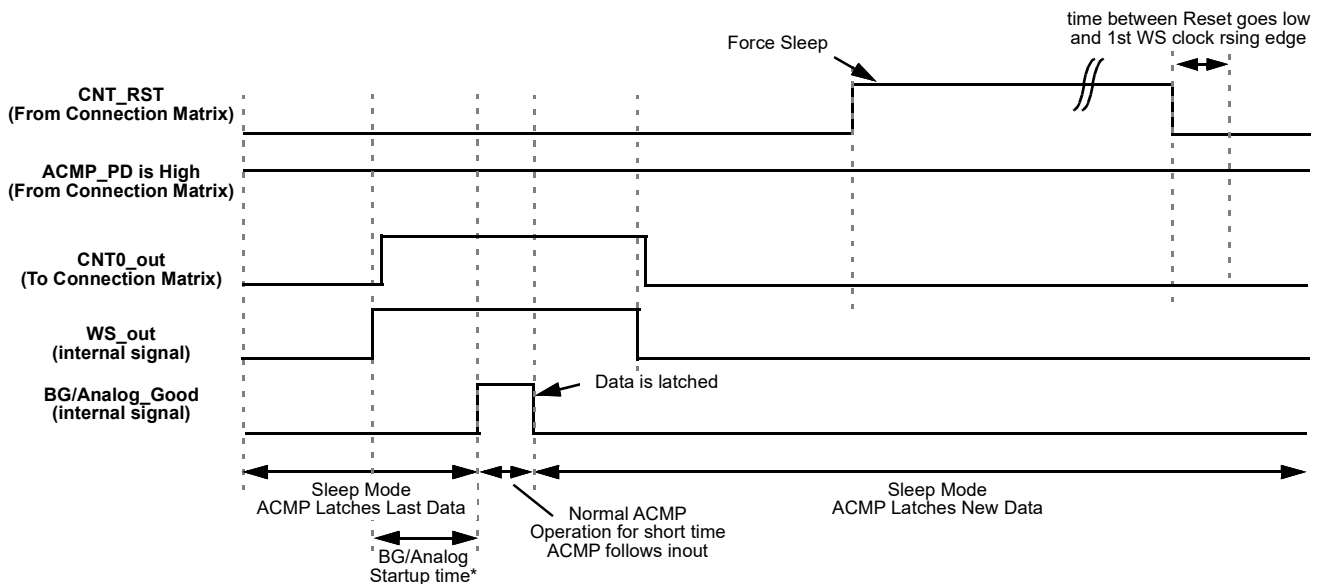 time between Reset goes low
and 1st WS clock rsing edge
Force Sleep
CNT_RST
(From Connection Matrix)
ACMP_PD is High
(From Connection Matrix)
CNT0_out
(To Connection Matrix)
WS_out
(internal signal)
BG/Analog_Good
(internal signal)
Data is latched
Sleep Mode
ACMP Latches Last Data
Normal ACMP
Operation for short time
ACMP follows inout
Sleep Mode
ACMP Latches New Data
BG/Analog
Startup time*